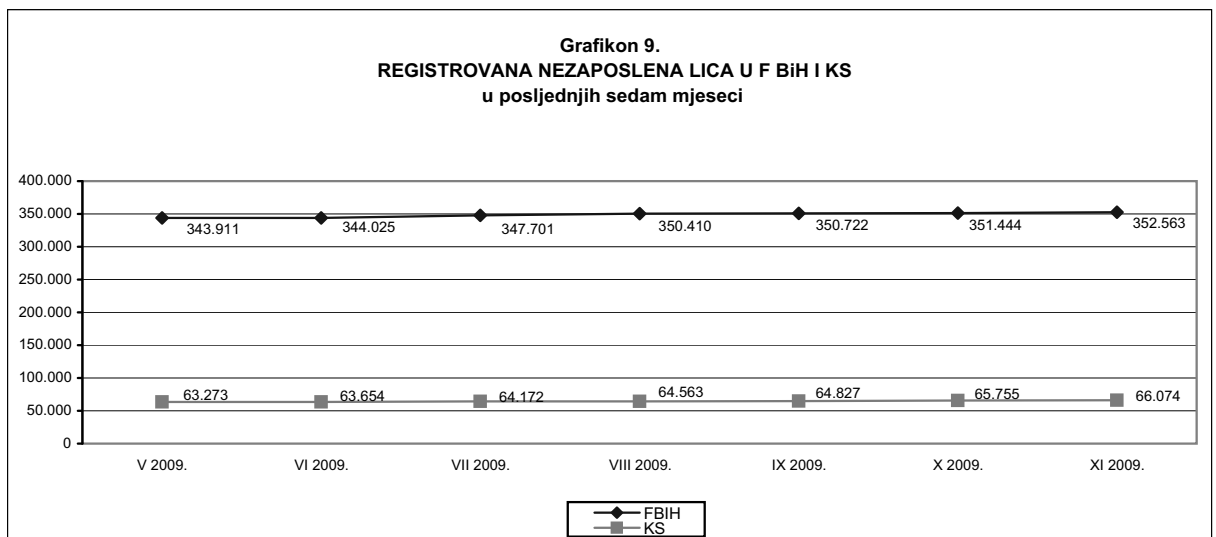 Grafikon 9.
REGISTROVANA NEZAPOSLENA LICA U F BiH I KS
u posljednjih sedam mjeseci
400.000
350.000
343.911 344.025 347.701 350.410 350.722 351.444 352.563
300.000
250.000
200.000
150.000
100.000
63.273 63.654 64.172 64.563 64.827 65.755 66.074
50.000
0
V 2009. VI 2009. VII 2009. VIII 2009. IX 2009. X 2009. XI 2009.
FBIH
KS